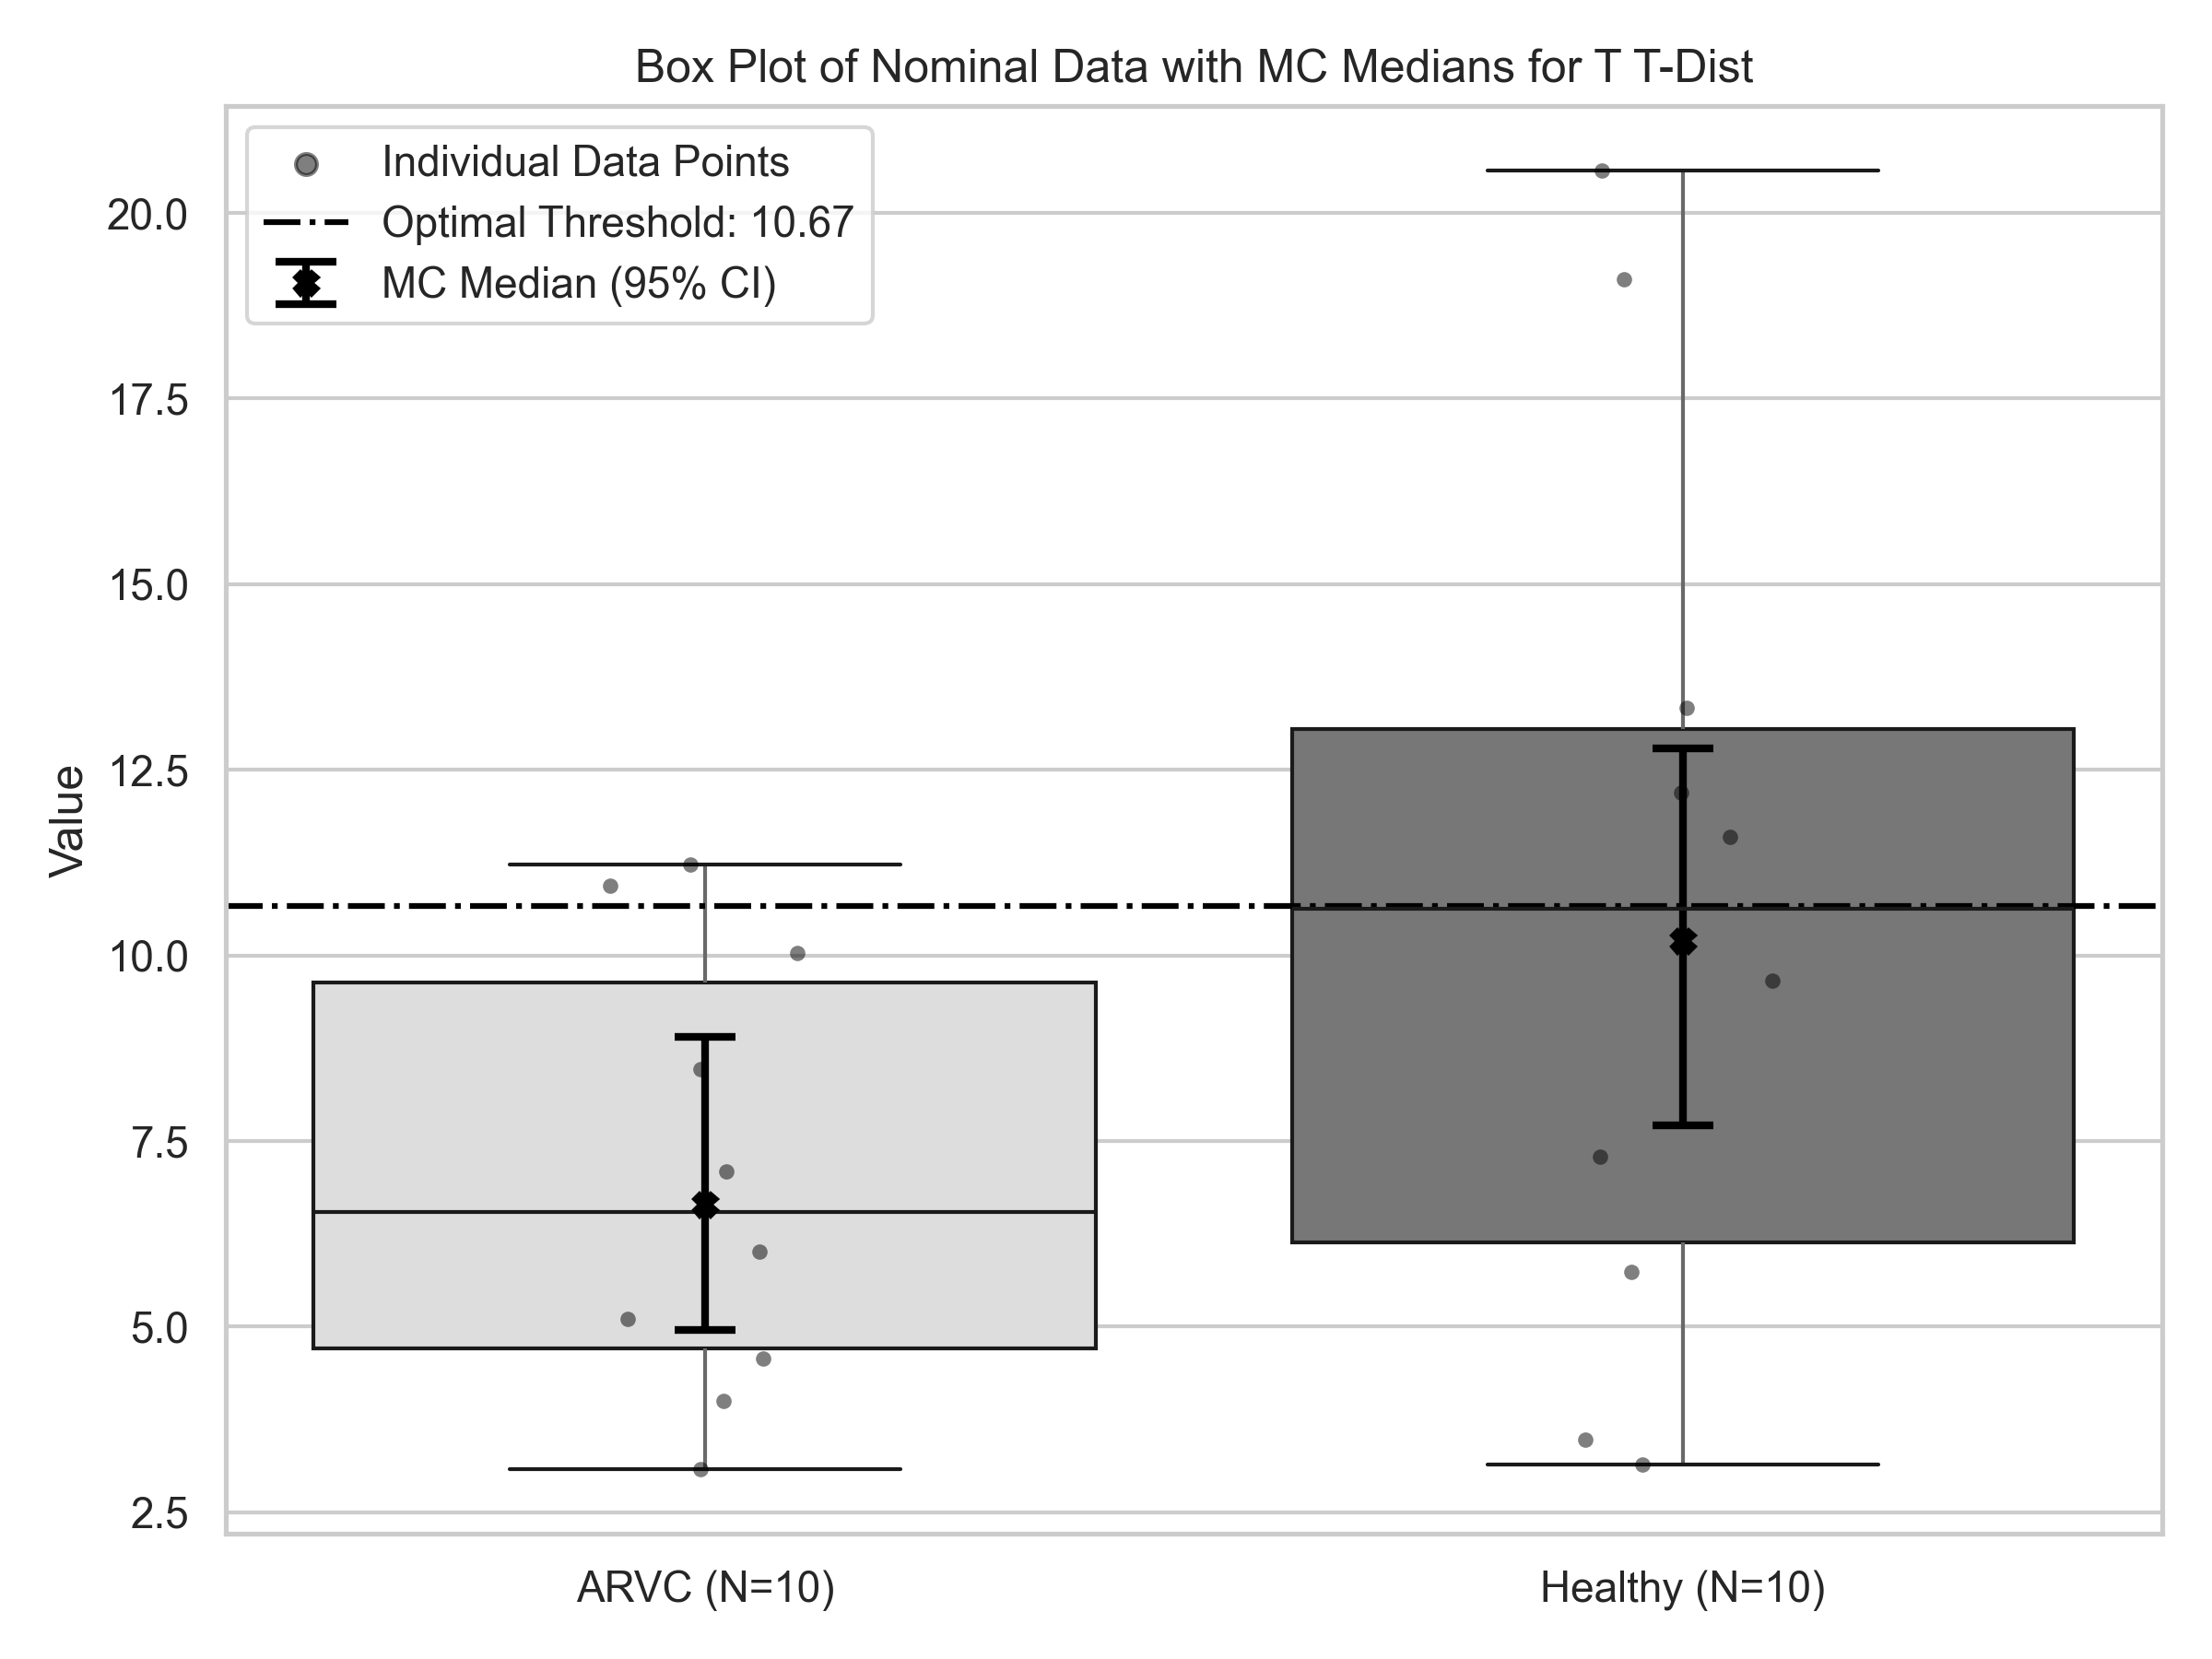 Box Plot of Nominal Data with MC Medians for T T-Dist
Individual Data Points
Optimal Threshold: 10.67
MC Median (95% CI)
Value
20.0
17.5
15.0
12.5
10.0
7.5
5.0
2.5
ARVC (N=10)
Healthy (N=10)